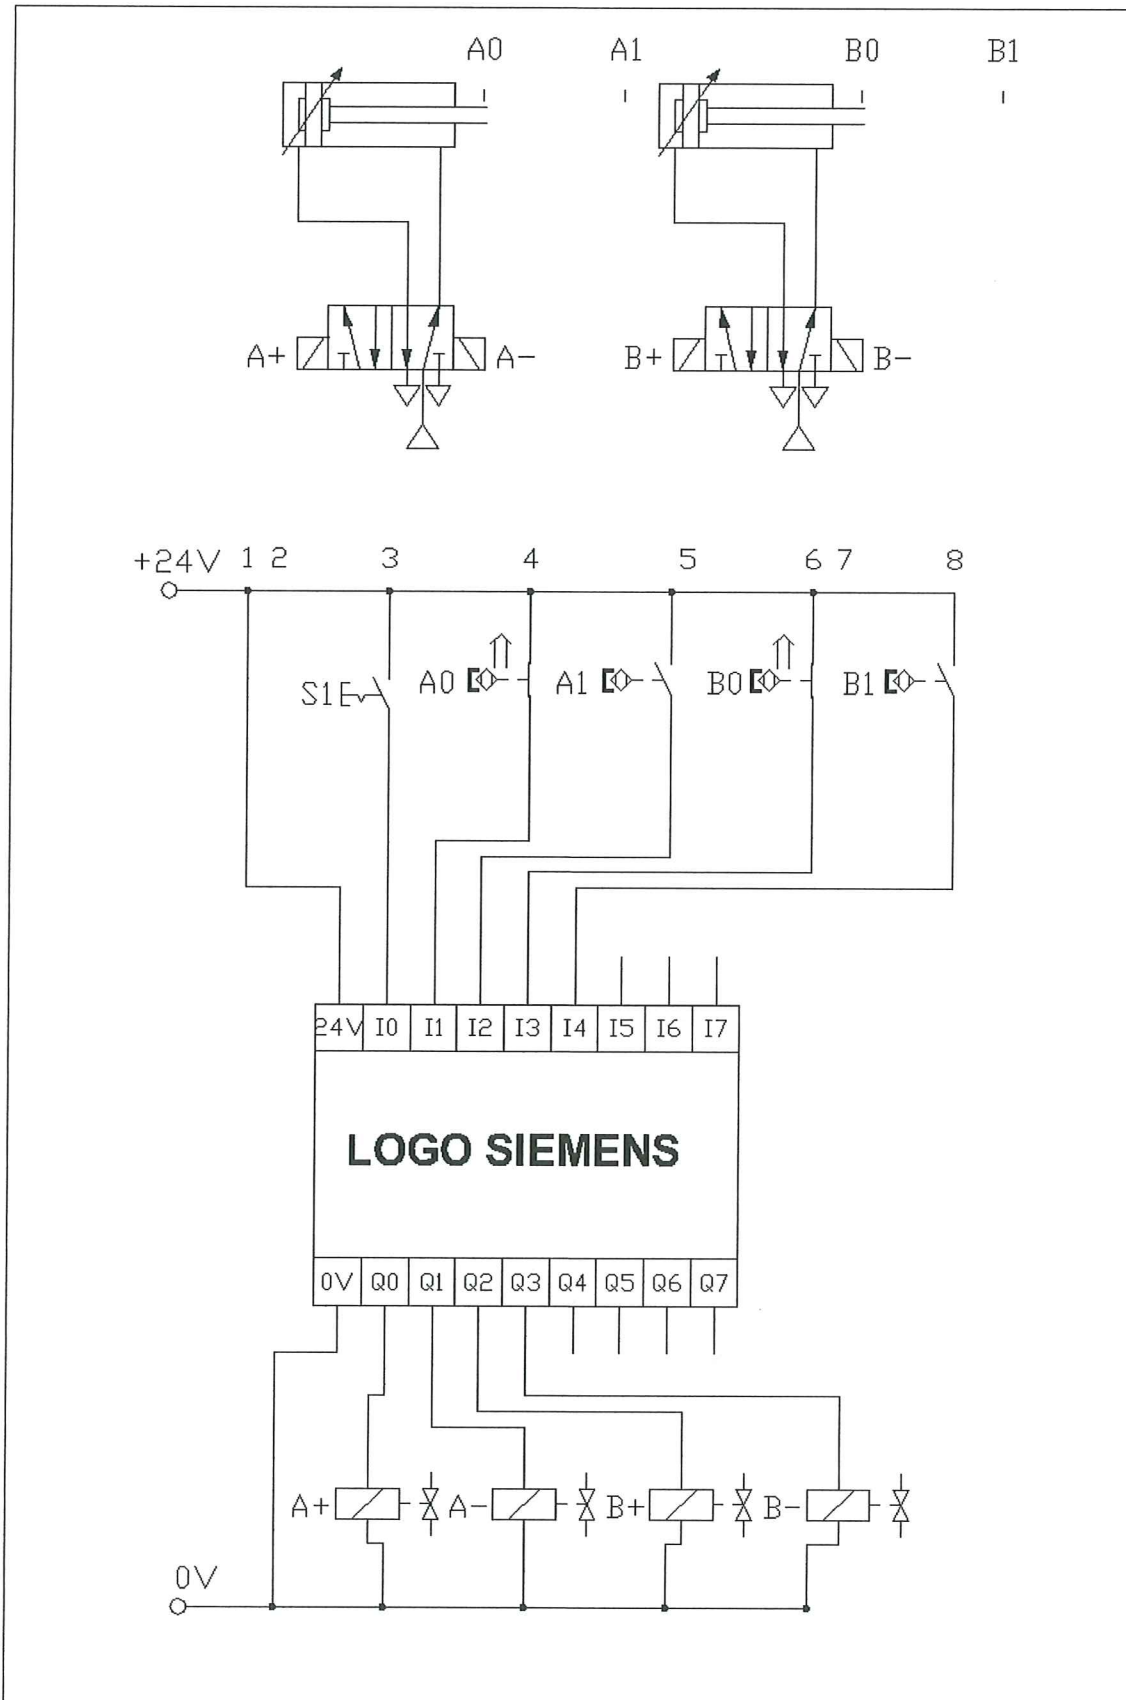 A0 A1 B0 B1
A+ A- B+ B-
+24V 1 2 3 4 5 6 7 8
S1 A0 A1 B0 B1
24V I0 I1 I2 I3 I4 I5 I6 I7
LOGO SIEMENS
0V Q0 Q1 Q2 Q3 Q4 Q5 Q6 Q7
A+ A- B+ B-
0V